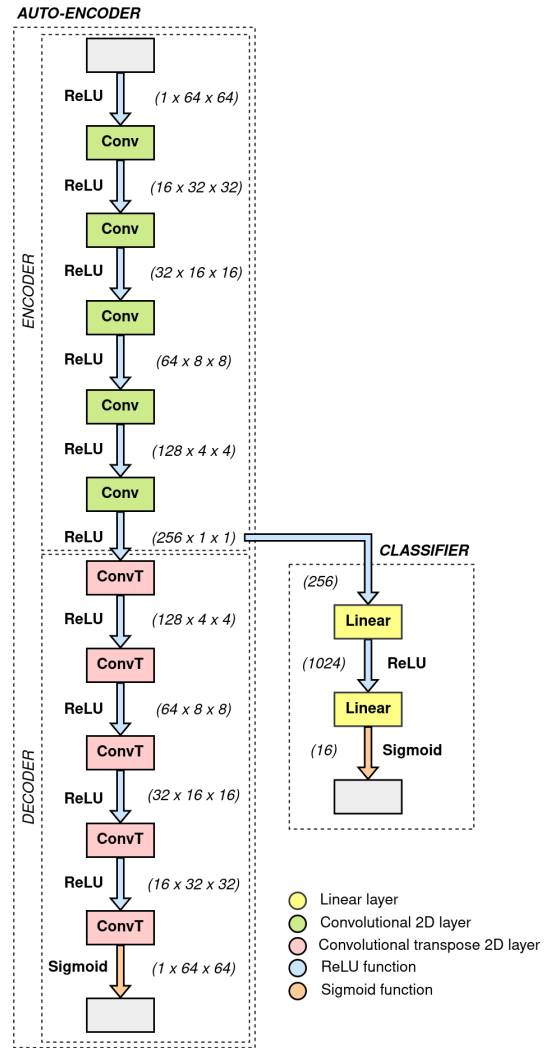 AUTO-ENCODER
ReLU (1 x 64 x 64)
Conv
ReLU (16 x 32 x 32)
Conv
ReLU (32 x 16 x 16)
ENCODER
Conv
ReLU (64 x 8 x 8)
Conv
ReLU (128 x 4 x 4)
Conv
ReLU (256 x 1 x 1)
ConvT
ReLU (128 x 4 x 4)
ConvT
ReLU (64 x 8 x 8)
DECODER
ConvT
ReLU (32 x 16 x 16)
ConvT
ReLU (16 x 32 x 32)
ConvT
Sigmoid (1 x 64 x 64)
CLASSIFIER
(256)
Linear
(1024) ReLU
Linear
(16) Sigmoid
Linear layer
Convolutional 2D layer
Convolutional transpose 2D layer
ReLU function
Sigmoid function